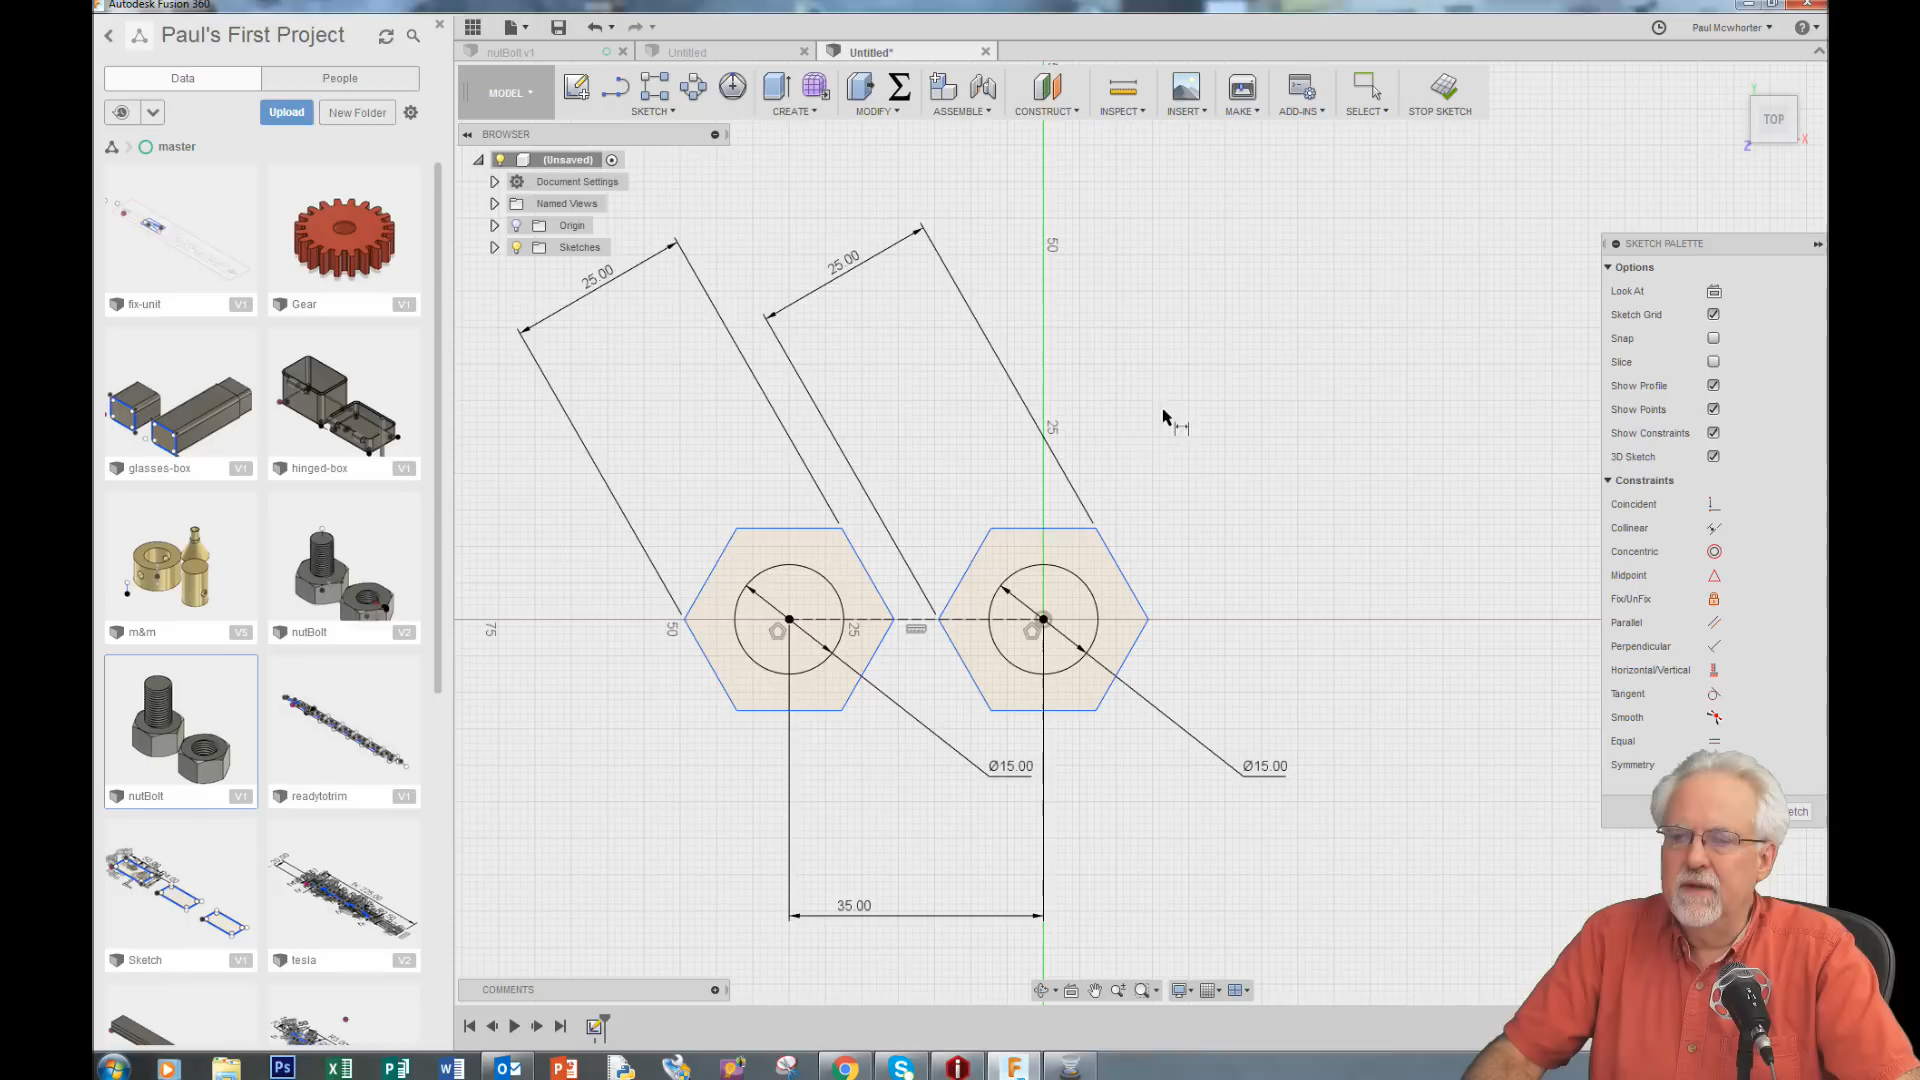 Autodesk Fusion 360
Paul's First Project
Data
People
Upload
New Folder
master
fix-unit
V1
Gear
V1
glasses-box
V1
hinged-box
V1
m&m
V5
nutBolt
V2
nutBolt
V1
readytotrim
V1
Sketch
V1
tesla
V2
nutBolt v1
Untitled
Untitled*
Paul Mcwhorter
MODEL
SKETCH
CREATE
MODIFY
ASSEMBLE
CONSTRUCT
INSPECT
INSERT
MAKE
ADD-INS
SELECT
STOP SKETCH
BROWSER
(Unsaved)
Document Settings
Named Views
Origin
Sketches
TOP
X
Y
Z
25.00
25.00
50
25
75
50
25
Ø15.00
Ø15.00
35.00
SKETCH PALETTE
Options
Look At
Sketch Grid
Snap
Slice
Show Profile
Show Points
Show Constraints
3D Sketch
Constraints
Coincident
Collinear
Concentric
Midpoint
Fix/UnFix
Parallel
Perpendicular
Horizontal/Vertical
Tangent
Smooth
Equal
Symmetry
etch
COMMENTS